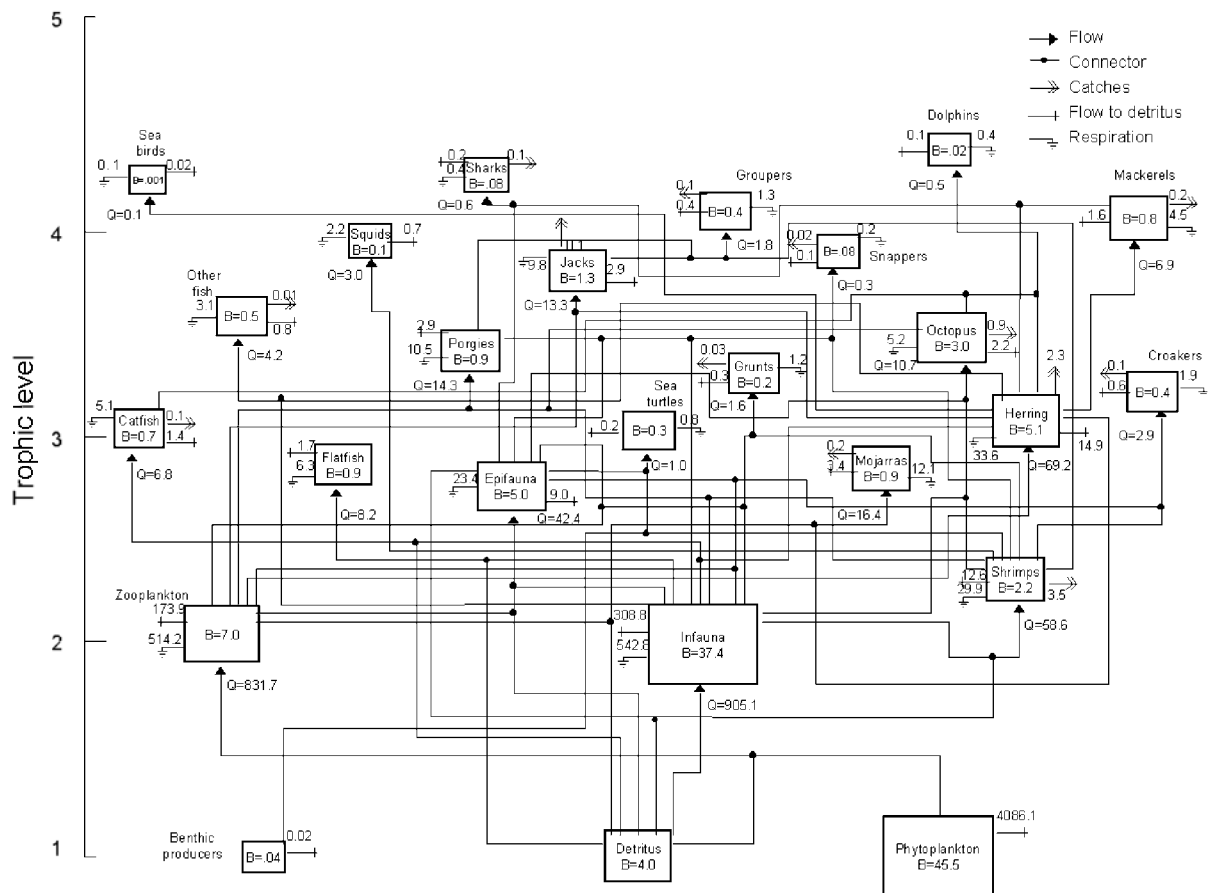 5
Flow
Connector
Catches
Flow to detritus
Respiration
Dolphins
0.1
0.4
B=.02
Q=0.5
Sea
birds
0.1
0.02
B=.001
Q=0.1
0.2
0.1
0.4
Sharks
B=.08
Q=0.6
Groupers
0.1
1.3
0.4
B=0.4
Q=1.8
Mackerels
0.2
1.6
4.5
B=0.8
Q=6.9
4
2.2
0.7
Squids
B=0.1
Q=3.0
Jacks
B=1.3
9.8
2.9
Q=13.3
0.02
0.2
0.1
B=.08
Snappers
Q=0.3
Other
fish
3.1
0.01
B=0.5
0.8
Q=4.2
2.9
10.5
Porgies
B=0.9
Q=14.3
0.03
1.2
0.3
Grunts
B=0.2
Q=1.6
Octopus
B=3.0
5.2
0.9
2.2
Q=10.7
2.3
Croakers
0.1
1.9
0.6
B=0.4
Q=2.9
Trophic level
3
5.1
0.1
1.4
Catfish
B=0.7
Q=6.8
1.7
6.3
Flatfish
B=0.9
Q=8.2
Sea
turtles
0.2
0.8
B=0.3
Q=1.0
Epifauna
B=5.0
23.4
9.0
Q=42.4
0.2
3.4
12.1
Mojarras
B=0.9
Q=16.4
Herring
B=5.1
33.6
14.9
Q=69.2
Zooplankton
173.9
514.2
B=7.0
Q=831.7
308.8
542.8
Infauna
B=37.4
Q=905.1
12.6
29.9
3.5
Shrimps
B=2.2
Q=58.6
2
1
Benthic
producers
0.02
B=.04
Detritus
B=4.0
Phytoplankton
B=45.5
4086.1